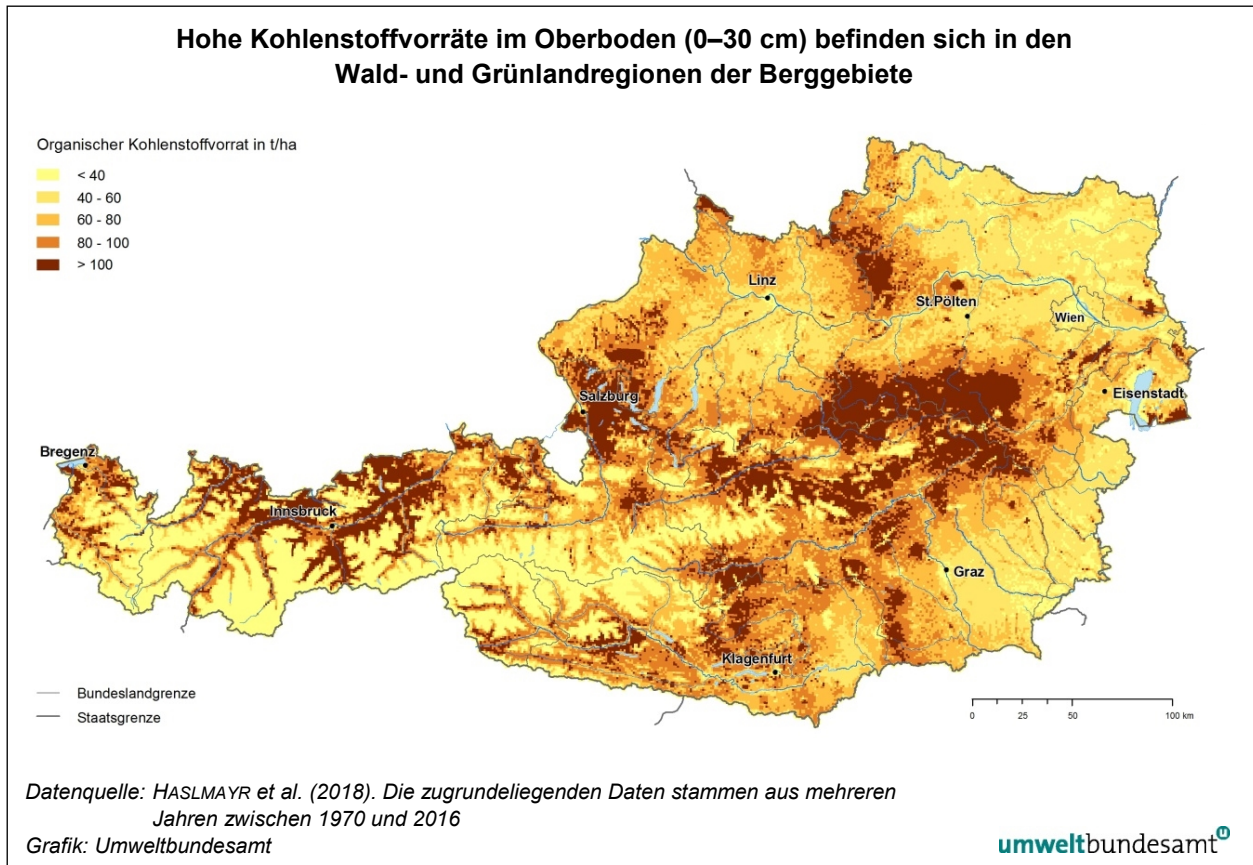 Hohe Kohlenstoffvorräte im Oberboden (0–30 cm) befinden sich in den
Wald- und Grünlandregionen der Berggebiete
Organischer Kohlenstoffvorrat in t/ha
< 40
40 - 60
60 - 80
80 - 100
> 100
Linz
St.Pölten
Wien
Salzburg
Eisenstadt
Bregenz
Innsbruck
Graz
Klagenfurt
Bundeslandgrenze
Staatsgrenze
0 25 50 100 km
Datenquelle: HASLMAYR et al. (2018). Die zugrundeliegenden Daten stammen aus mehreren
Jahren zwischen 1970 und 2016
Grafik: Umweltbundesamt
umweltbundesamt u